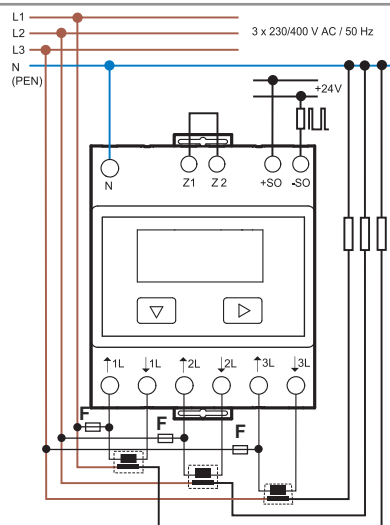 L1
L2
L3
N
(PEN)
3 x 230/400 V AC / 50 Hz
+24V
N
Z1
Z 2
+SO
-SO
↑1L
↓1L
↑2L
↓2L
↑3L
↓3L
F
F
F